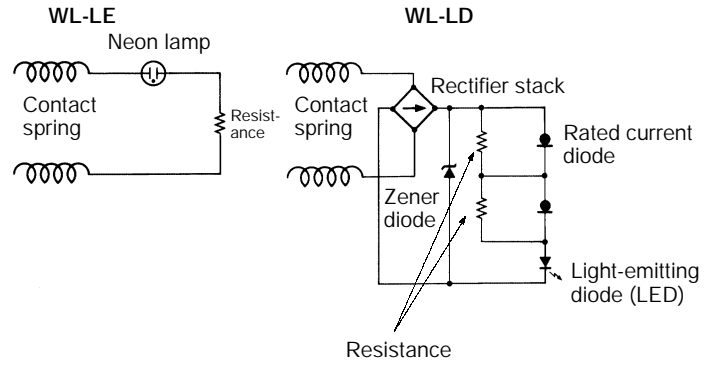 WL-LE
Neon lamp
Contact
spring
Resist-
ance
WL-LD
Rectifier stack
Contact
spring
Rated current
diode
Zener
diode
Light-emitting
diode (LED)
Resistance